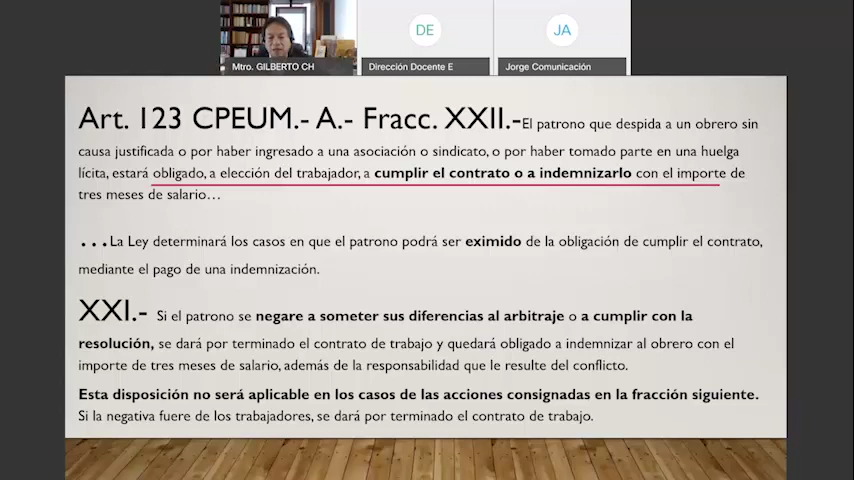 DE
JA
Mtro. GILBERTO CH
Dirección Docente E
Jorge Comunicación
Art. 123 CPEUM.- A.- Fracc. XXII.-El patrono que despida a un obrero sin
causa justificada o por haber ingresado a una asociación o sindicato, o por haber tomado parte en una huelga
lícita, estará obligado, a elección del trabajador, a cumplir el contrato o a indemnizarlo con el importe de
tres meses de salario…
…La Ley determinará los casos en que el patrono podrá ser eximido de la obligación de cumplir el contrato,
mediante el pago de una indemnización.
XXI.- Si el patrono se negare a someter sus diferencias al arbitraje o a cumplir con la
resolución, se dará por terminado el contrato de trabajo y quedará obligado a indemnizar al obrero con el
importe de tres meses de salario, además de la responsabilidad que le resulte del conflicto.
Esta disposición no será aplicable en los casos de las acciones consignadas en la fracción siguiente.
Si la negativa fuere de los trabajadores, se dará por terminado el contrato de trabajo.